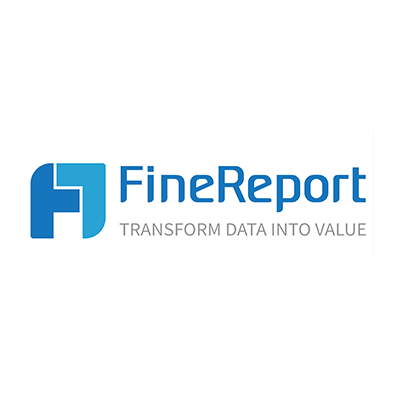 FineReport
TRANSFORM DATA INTO VALUE